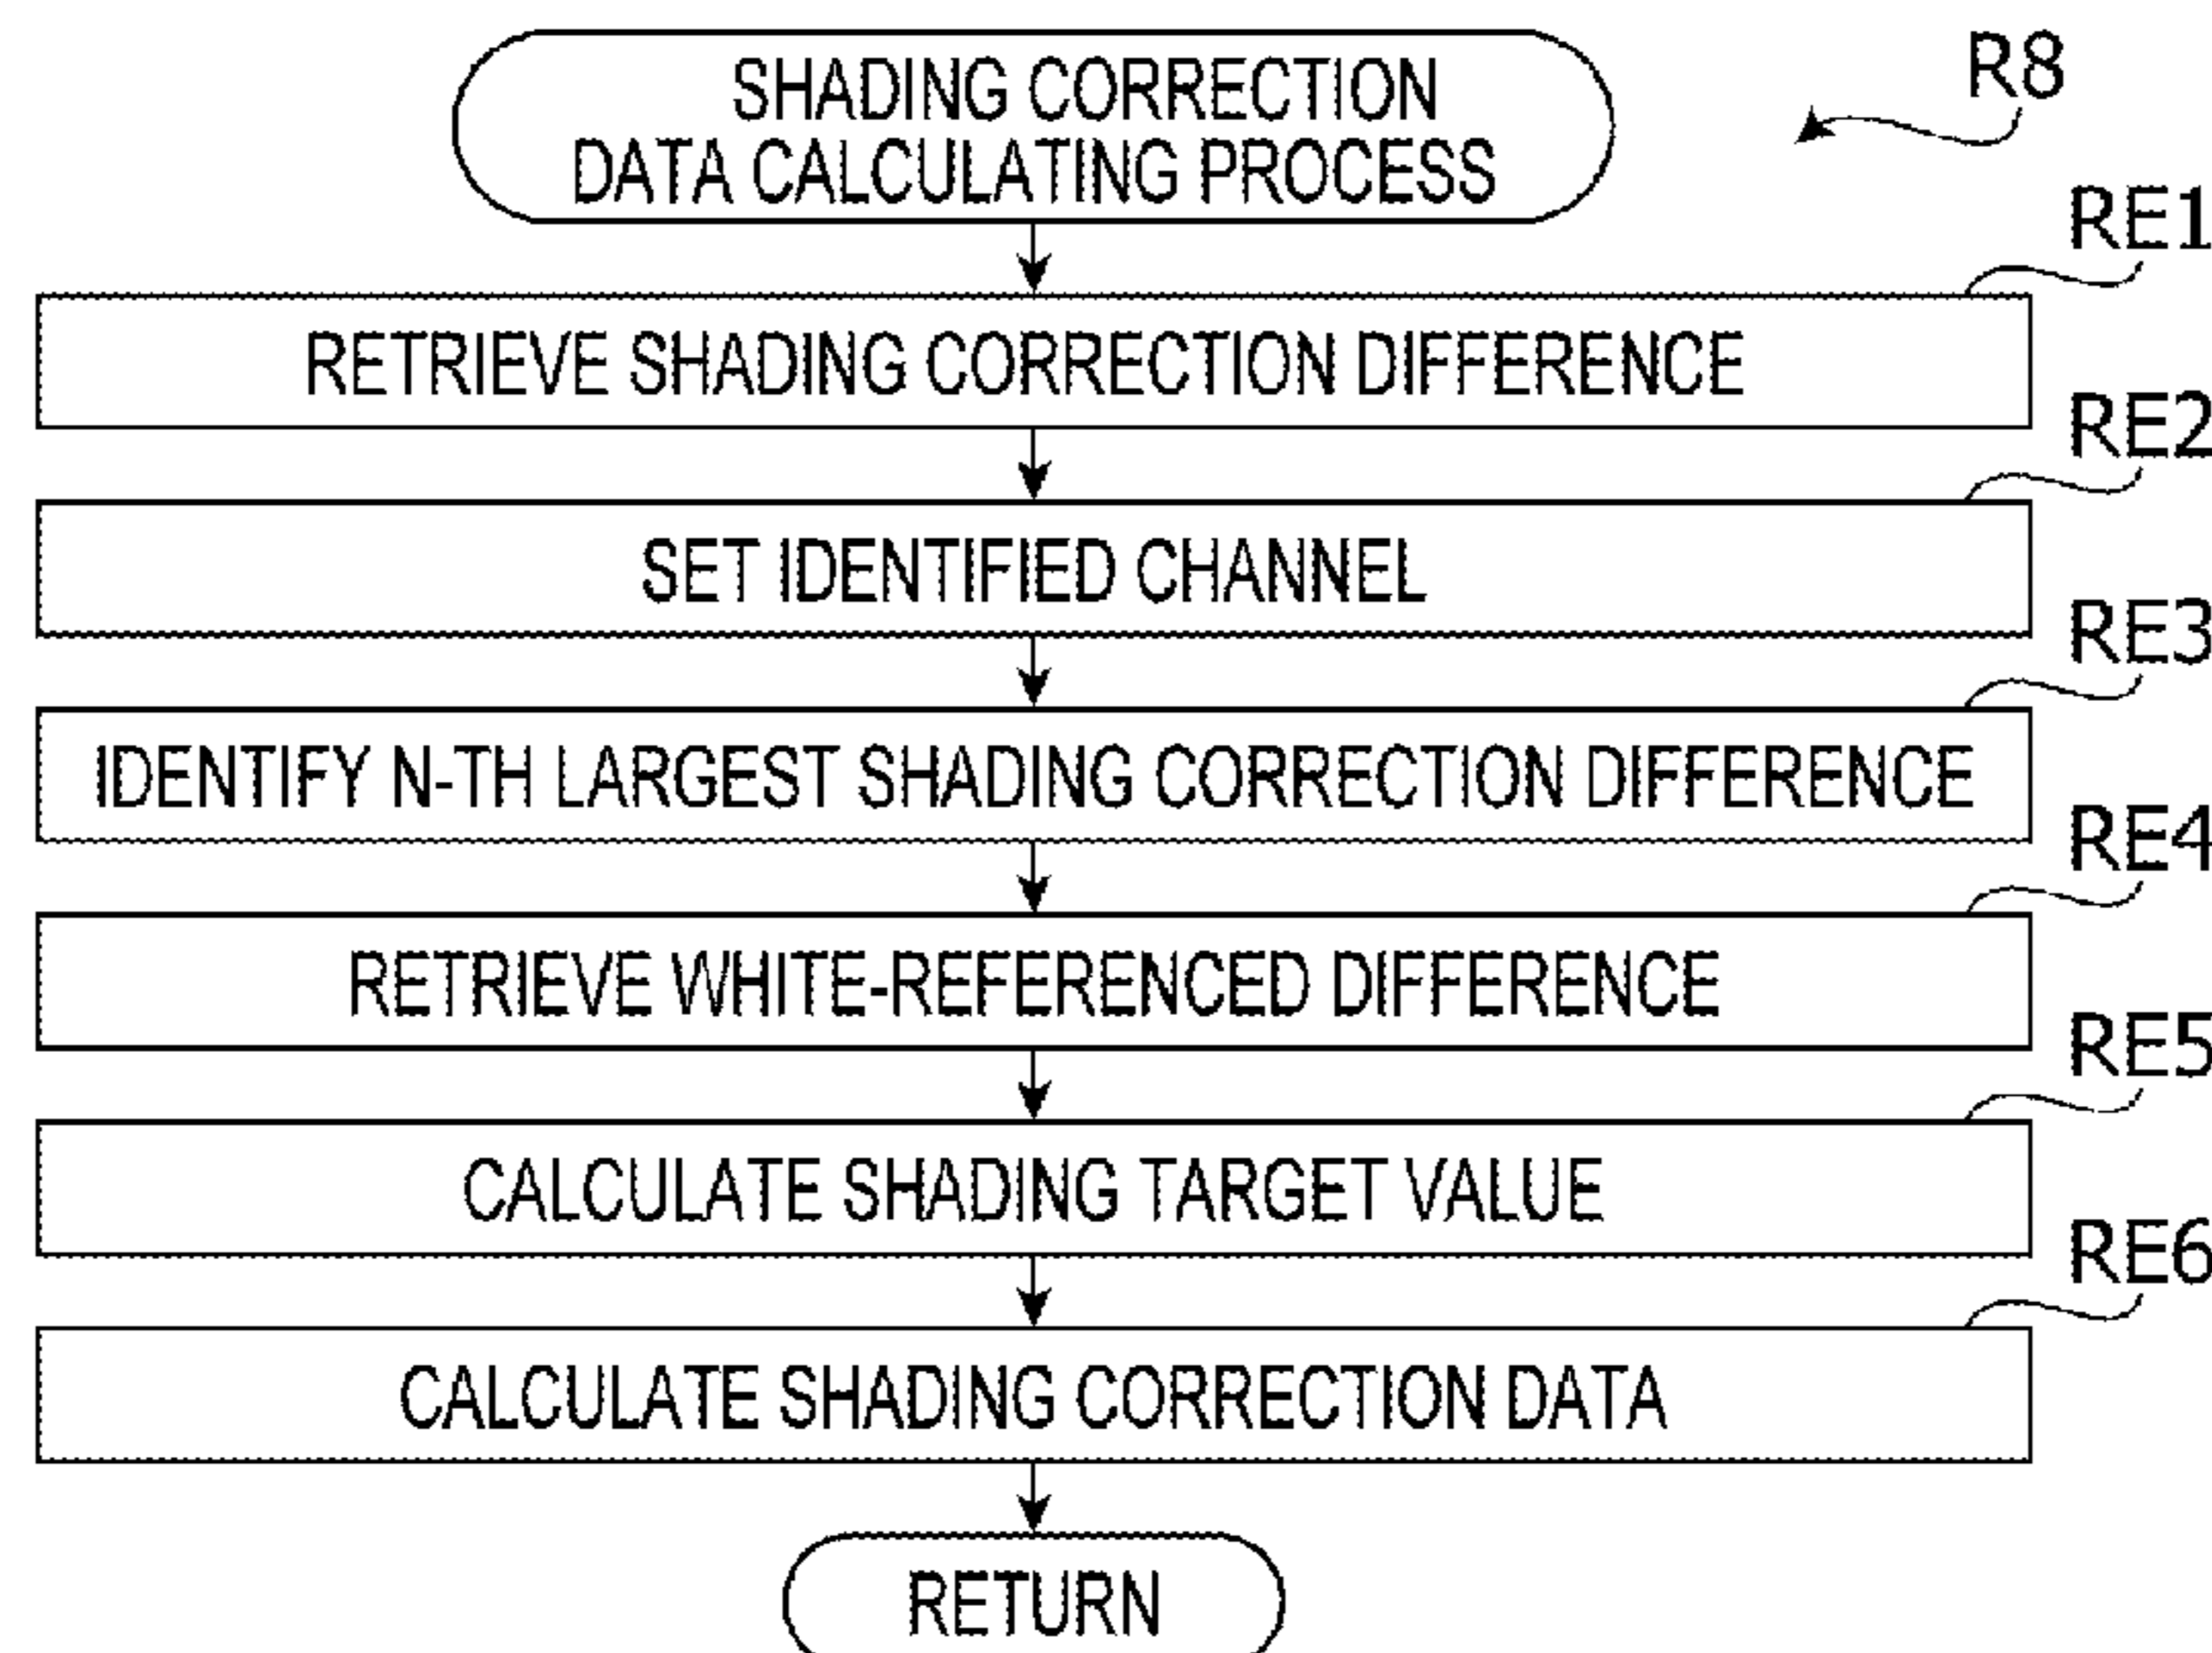 SHADING CORRECTION
DATA CALCULATING PROCESS
R8
RE1
RETRIEVE SHADING CORRECTION DIFFERENCE
RE2
SET IDENTIFIED CHANNEL
RE3
IDENTIFY N-TH LARGEST SHADING CORRECTION DIFFERENCE
RE4
RETRIEVE WHITE-REFERENCED DIFFERENCE
RE5
CALCULATE SHADING TARGET VALUE
RE6
CALCULATE SHADING CORRECTION DATA
RETURN